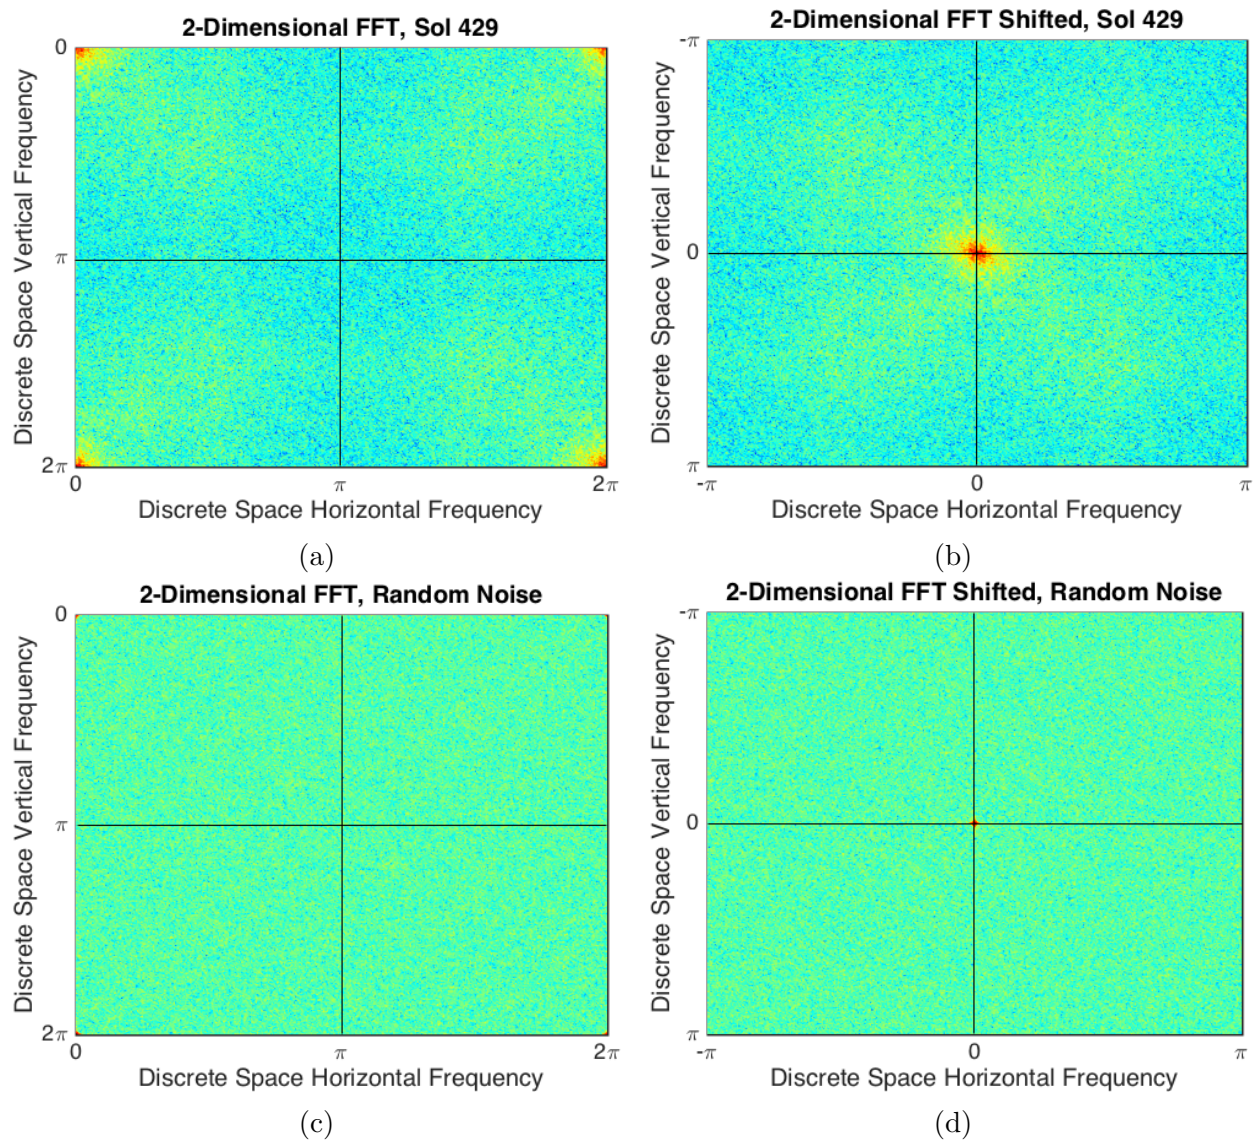 2-Dimensional FFT, Sol 429
0
π
2π
Discrete Space Vertical Frequency
0
π
2π
Discrete Space Horizontal Frequency
(a)
2-Dimensional FFT Shifted, Sol 429
-π
0
π
Discrete Space Vertical Frequency
-π
0
π
Discrete Space Horizontal Frequency
(b)
2-Dimensional FFT, Random Noise
0
π
2π
Discrete Space Vertical Frequency
0
π
2π
Discrete Space Horizontal Frequency
(c)
2-Dimensional FFT Shifted, Random Noise
-π
0
π
Discrete Space Vertical Frequency
-π
0
π
Discrete Space Horizontal Frequency
(d)